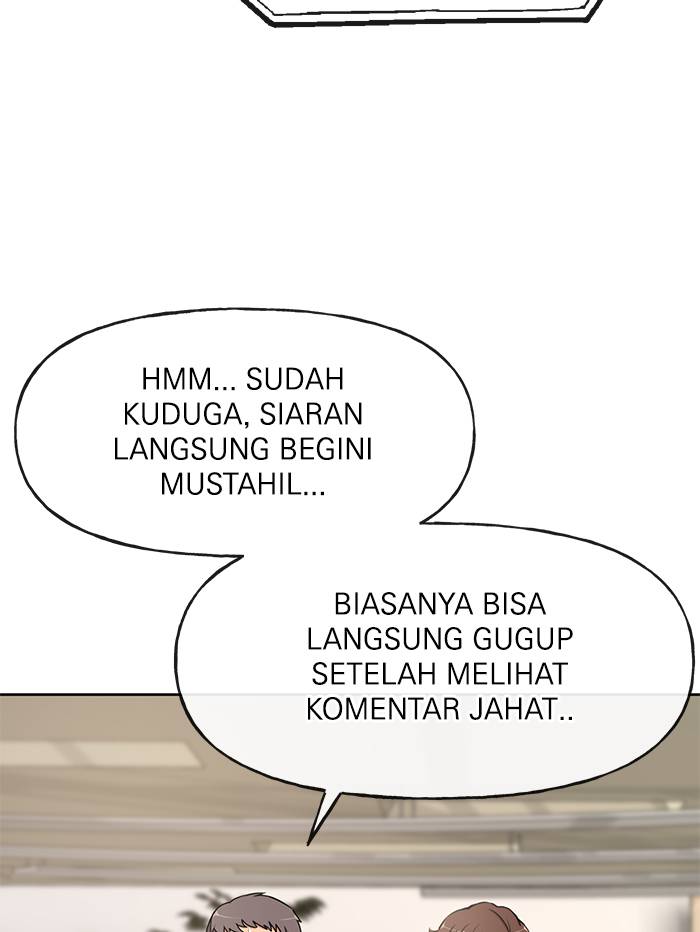 HMM... SUDAH
KUDUGA, SIARAN
LANGSUNG BEGINI
MUSTAHIL...
BIASANYA BISA
LANGSUNG GUGUP
SETELAH MELIHAT
KOMENTAR JAHAT..